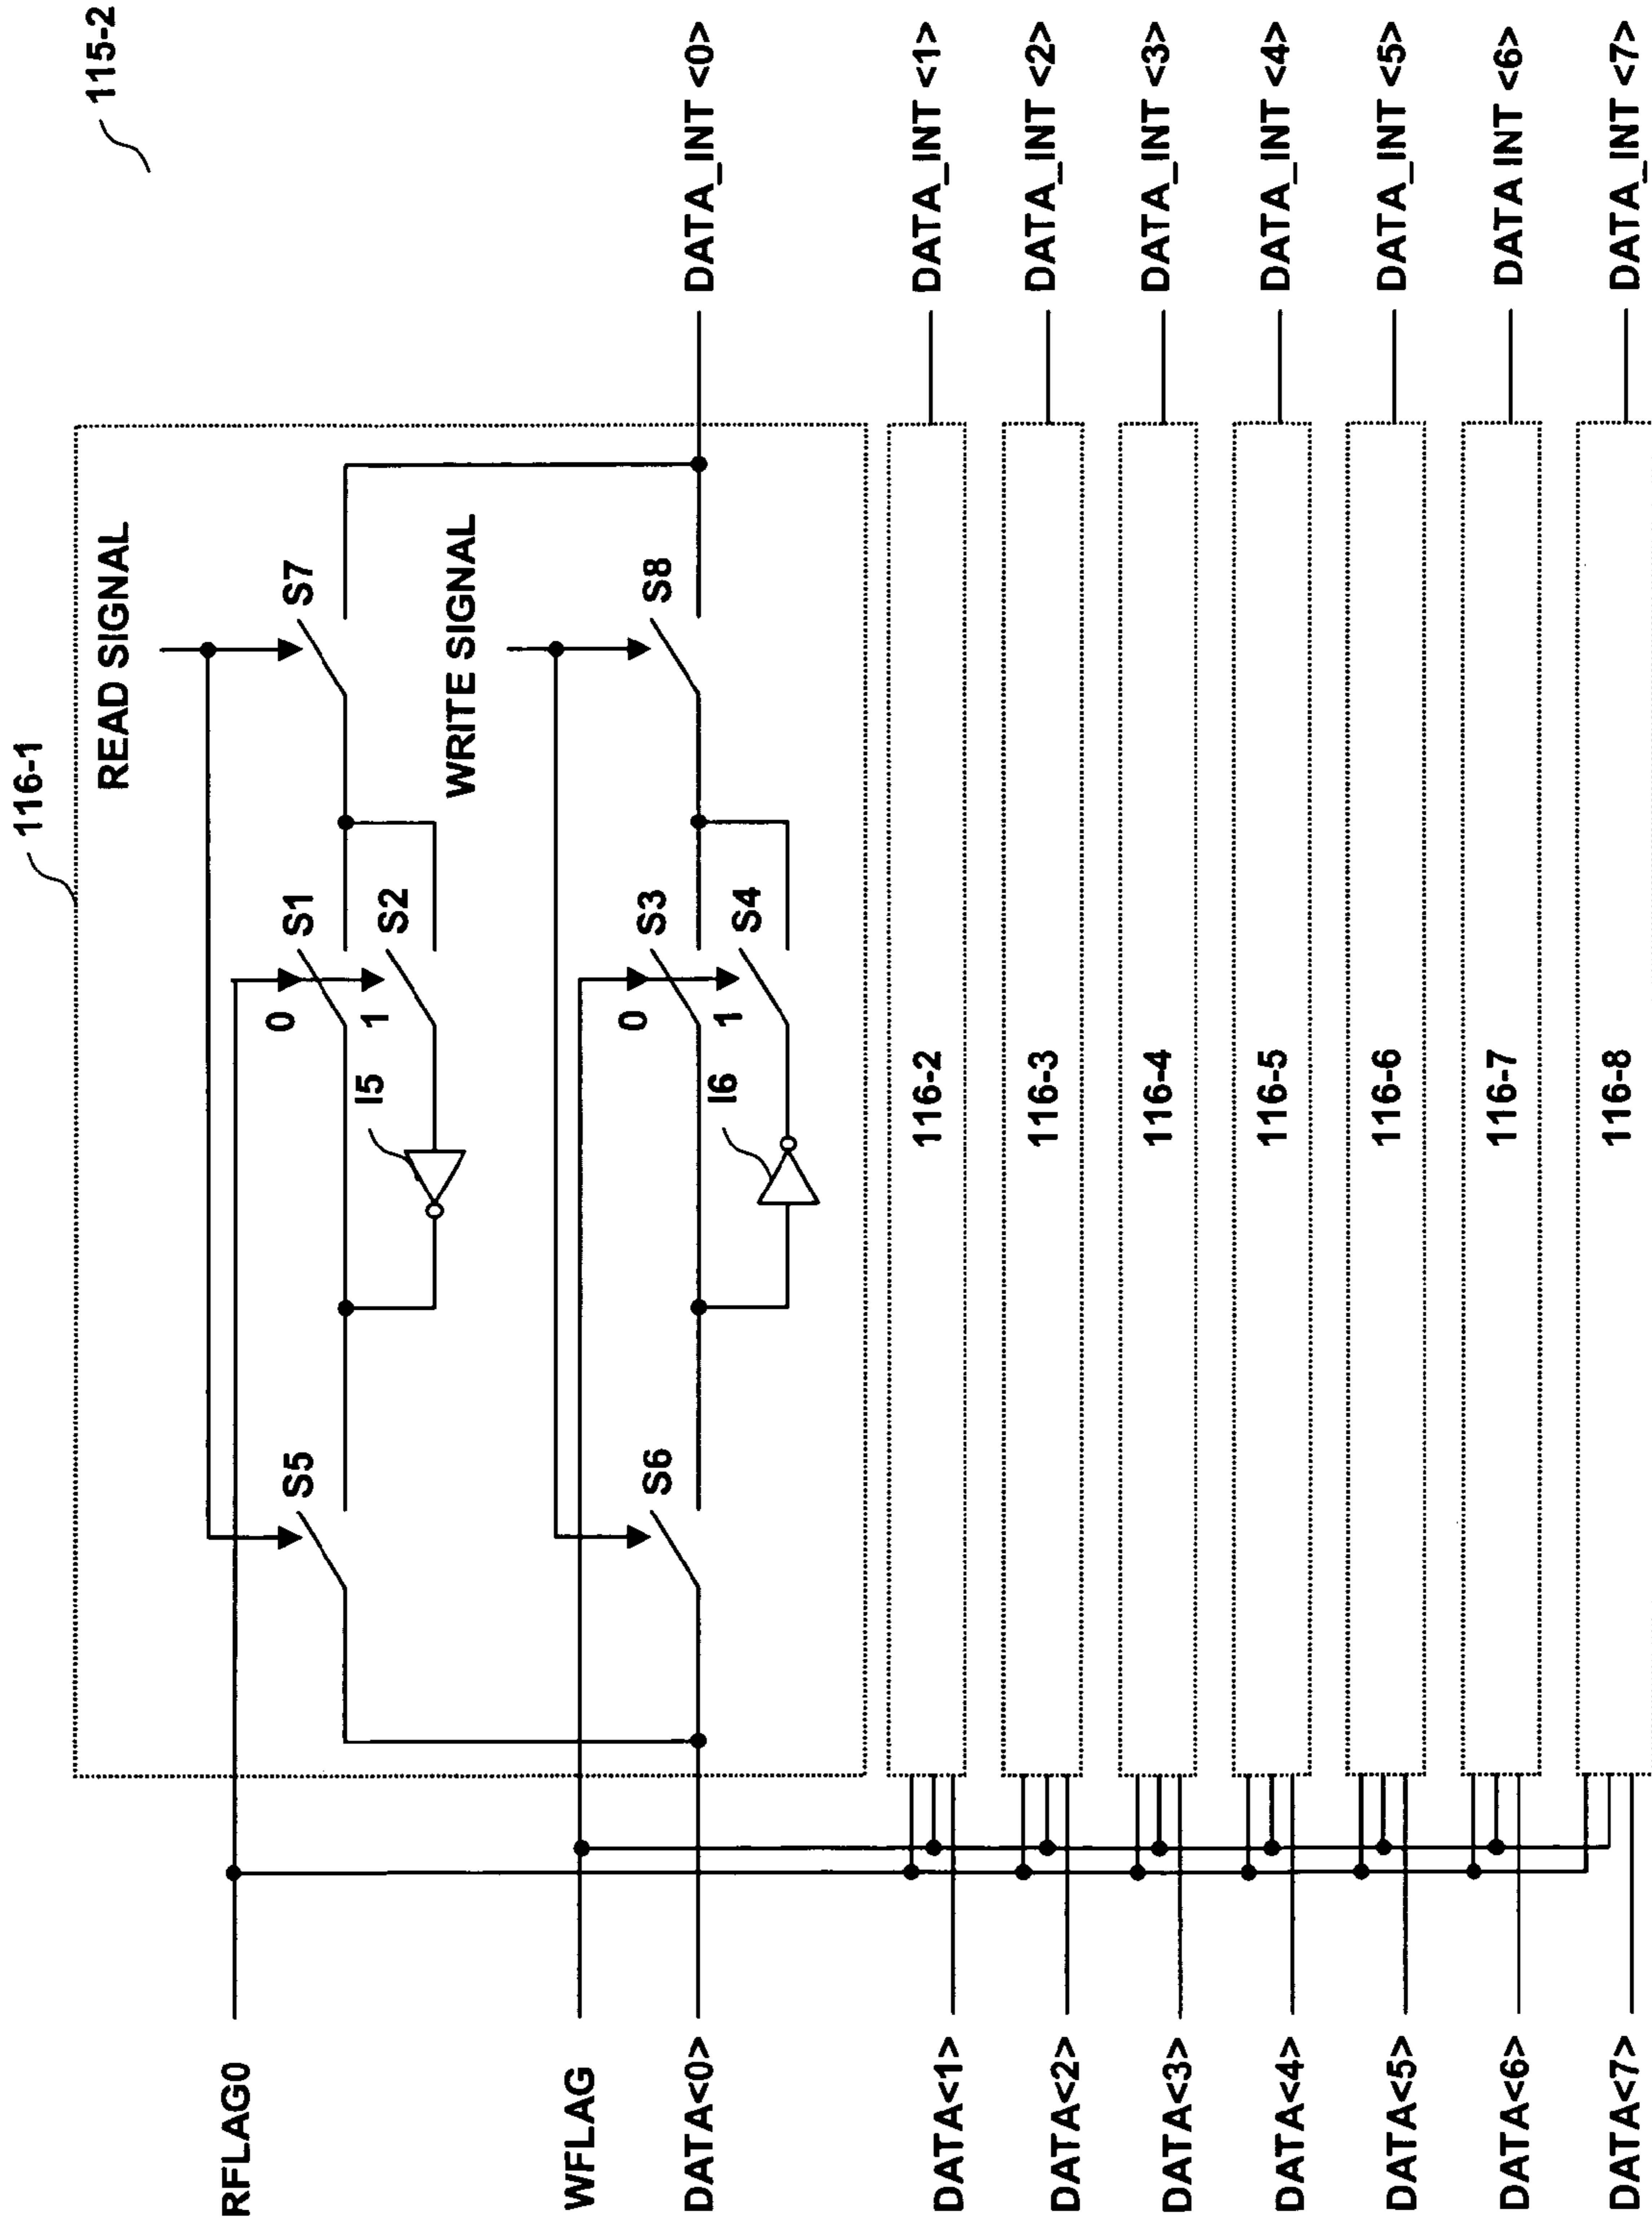 115-2
116-1
READ SIGNAL
S5
S1
S7
0
S2
1
I5
RFLAG0
WRITE SIGNAL
S6
S3
S8
0
S4
1
I6
WFLAG
DATA<0>
DATA_INT <0>
DATA<1>
116-2
DATA_INT <1>
DATA<2>
116-3
DATA_INT <2>
DATA<3>
116-4
DATA_INT <3>
DATA<4>
116-5
DATA_INT <4>
DATA<5>
116-6
DATA_INT <5>
DATA<6>
116-7
DATA INT <6>
DATA<7>
116-8
DATA_INT <7>